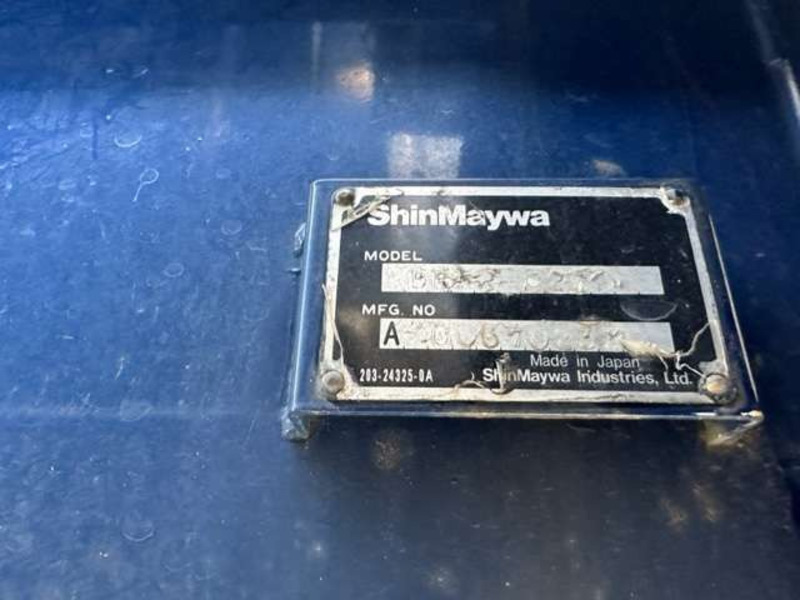 ShinMaywa
MODEL
MFG. NO
A
Made in Japan
203-24325-0A ShinMaywa Industries, Ltd.